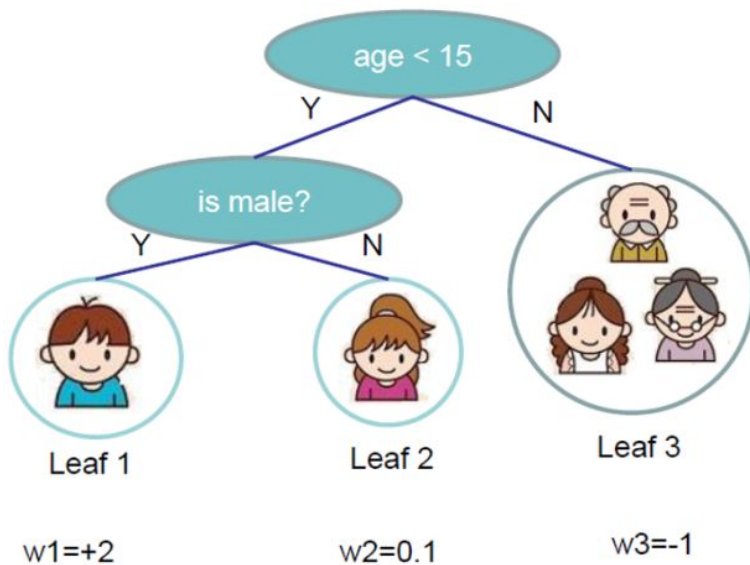 age < 15
Y
N
is male?
Y
N
Leaf 1
Leaf 2
Leaf 3
w1=+2
w2=0.1
w3=-1